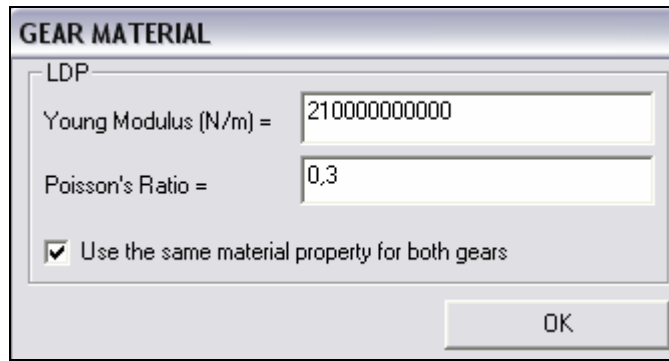 GEAR MATERIAL
LDP
Young Modulus (N/m) = 210000000000
Poisson's Ratio = 0,3
Use the same material property for both gears
OK